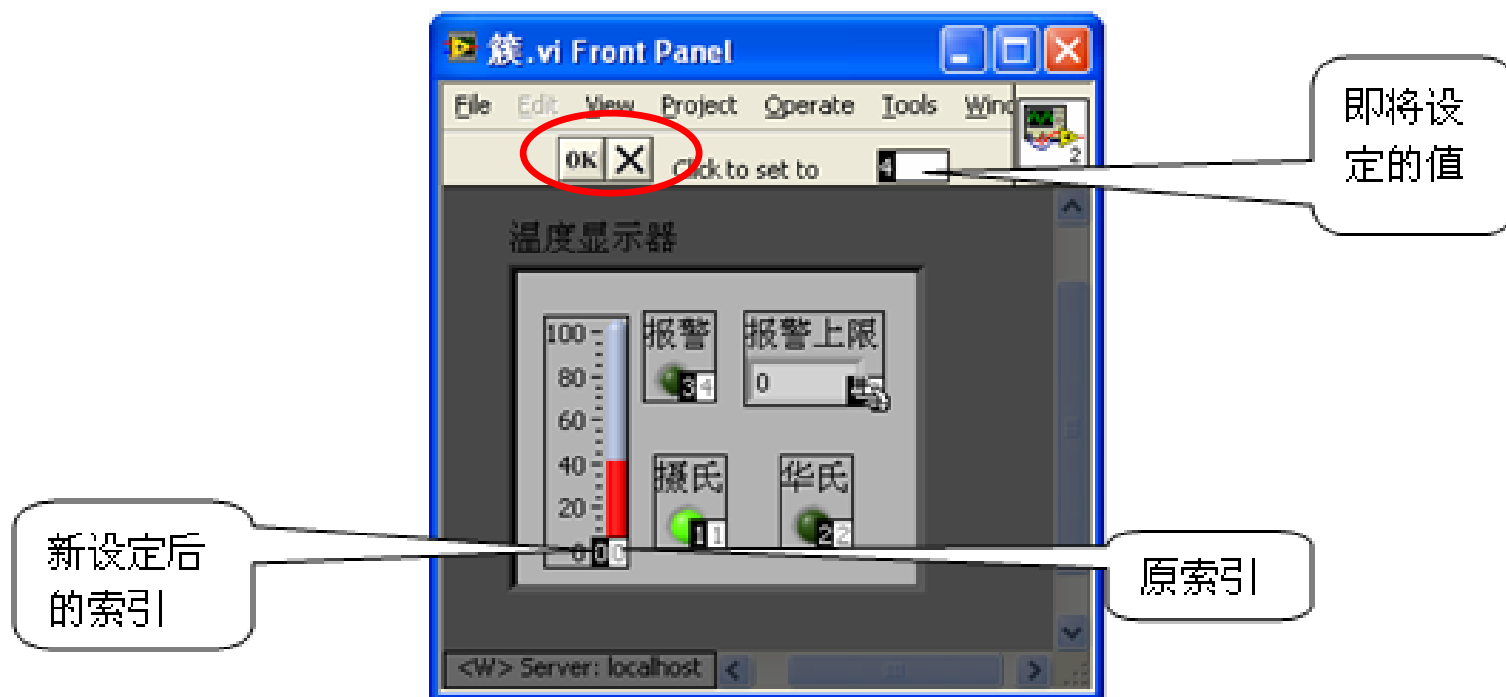 簇.vi Front Panel
File Edit View Project Operate Tools Wind
OK Click to set to 4
2
即将设
定的值
温度显示器
100
80
60
40
20
0 0 0
报警
3 4
报警上限
0
摄氏
1 1
华氏
2 2
新设定后
的索引
原索引
<W> Server: localhost